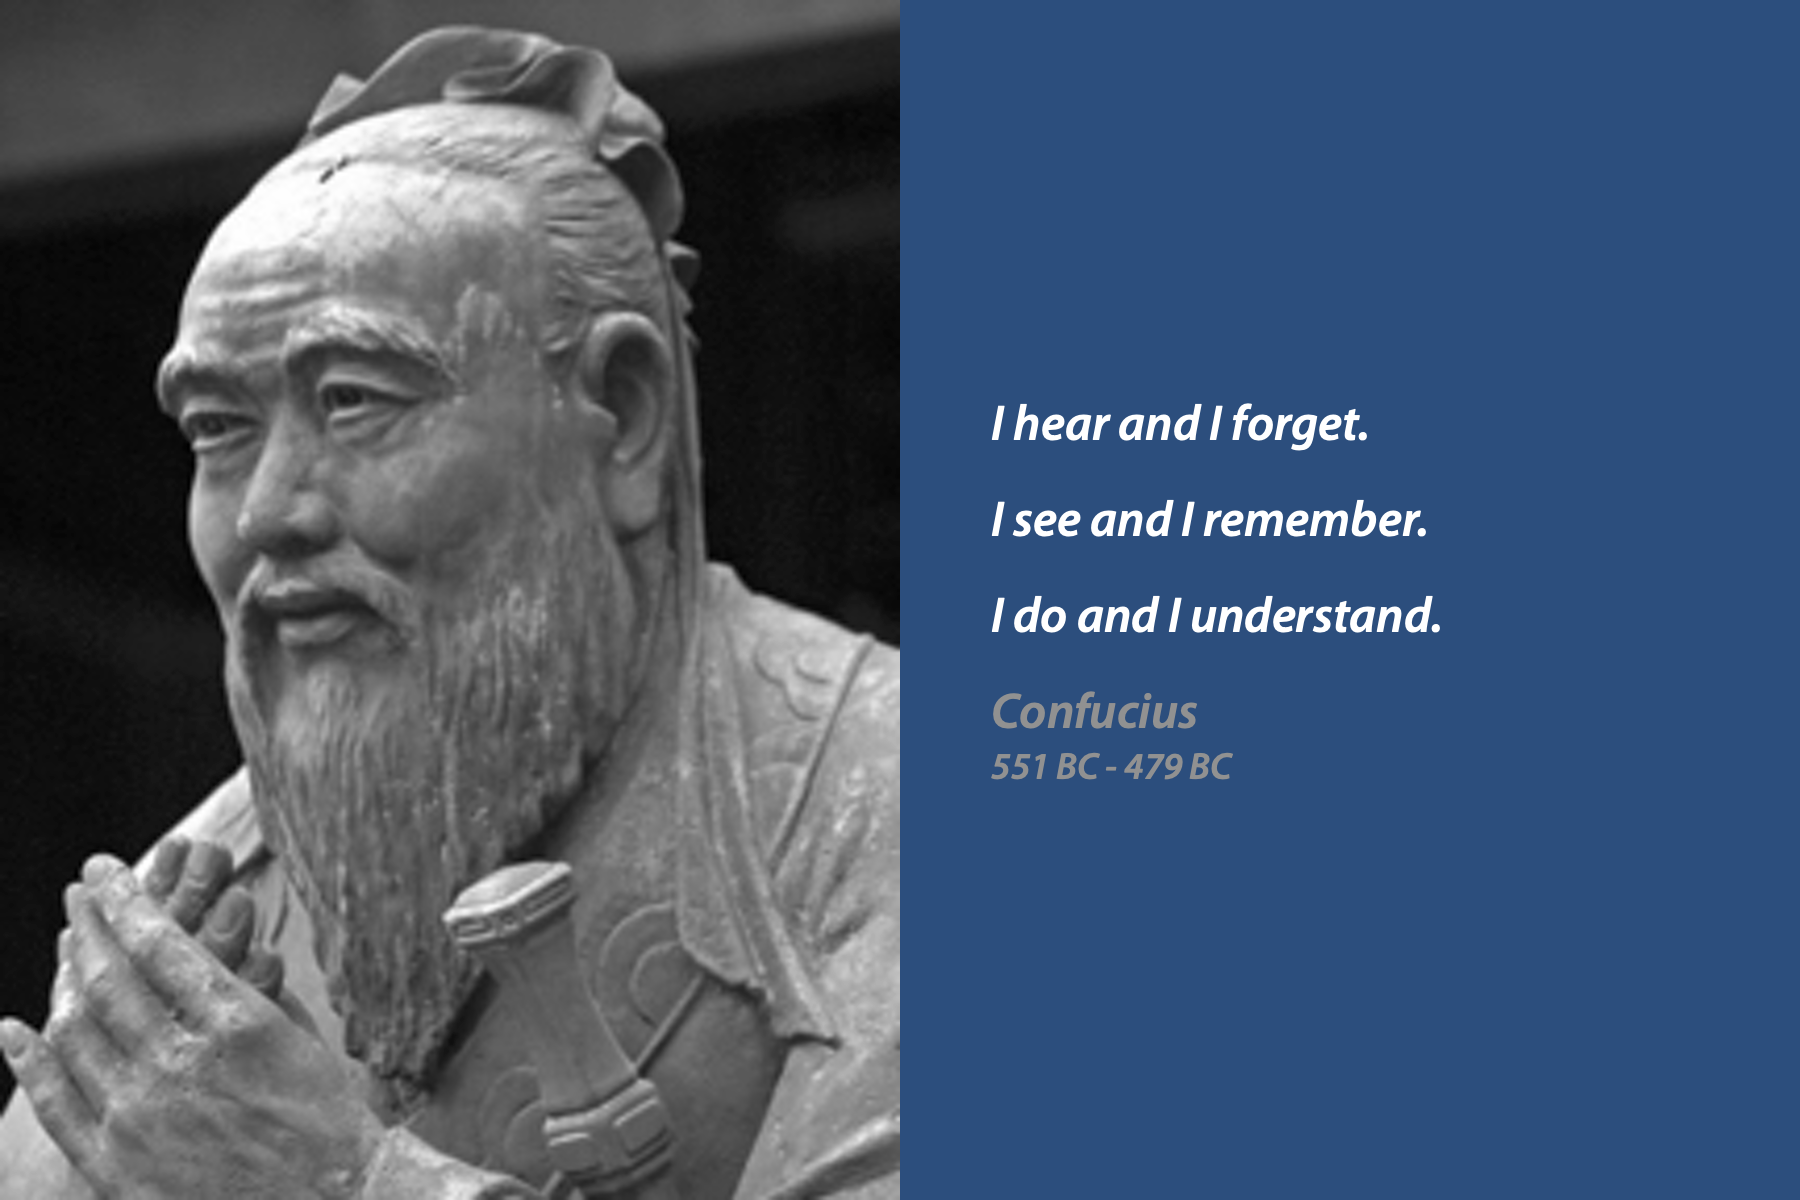 I hear and I forget.
I see and I remember.
I do and I understand.
Confucius
551 BC - 479 BC